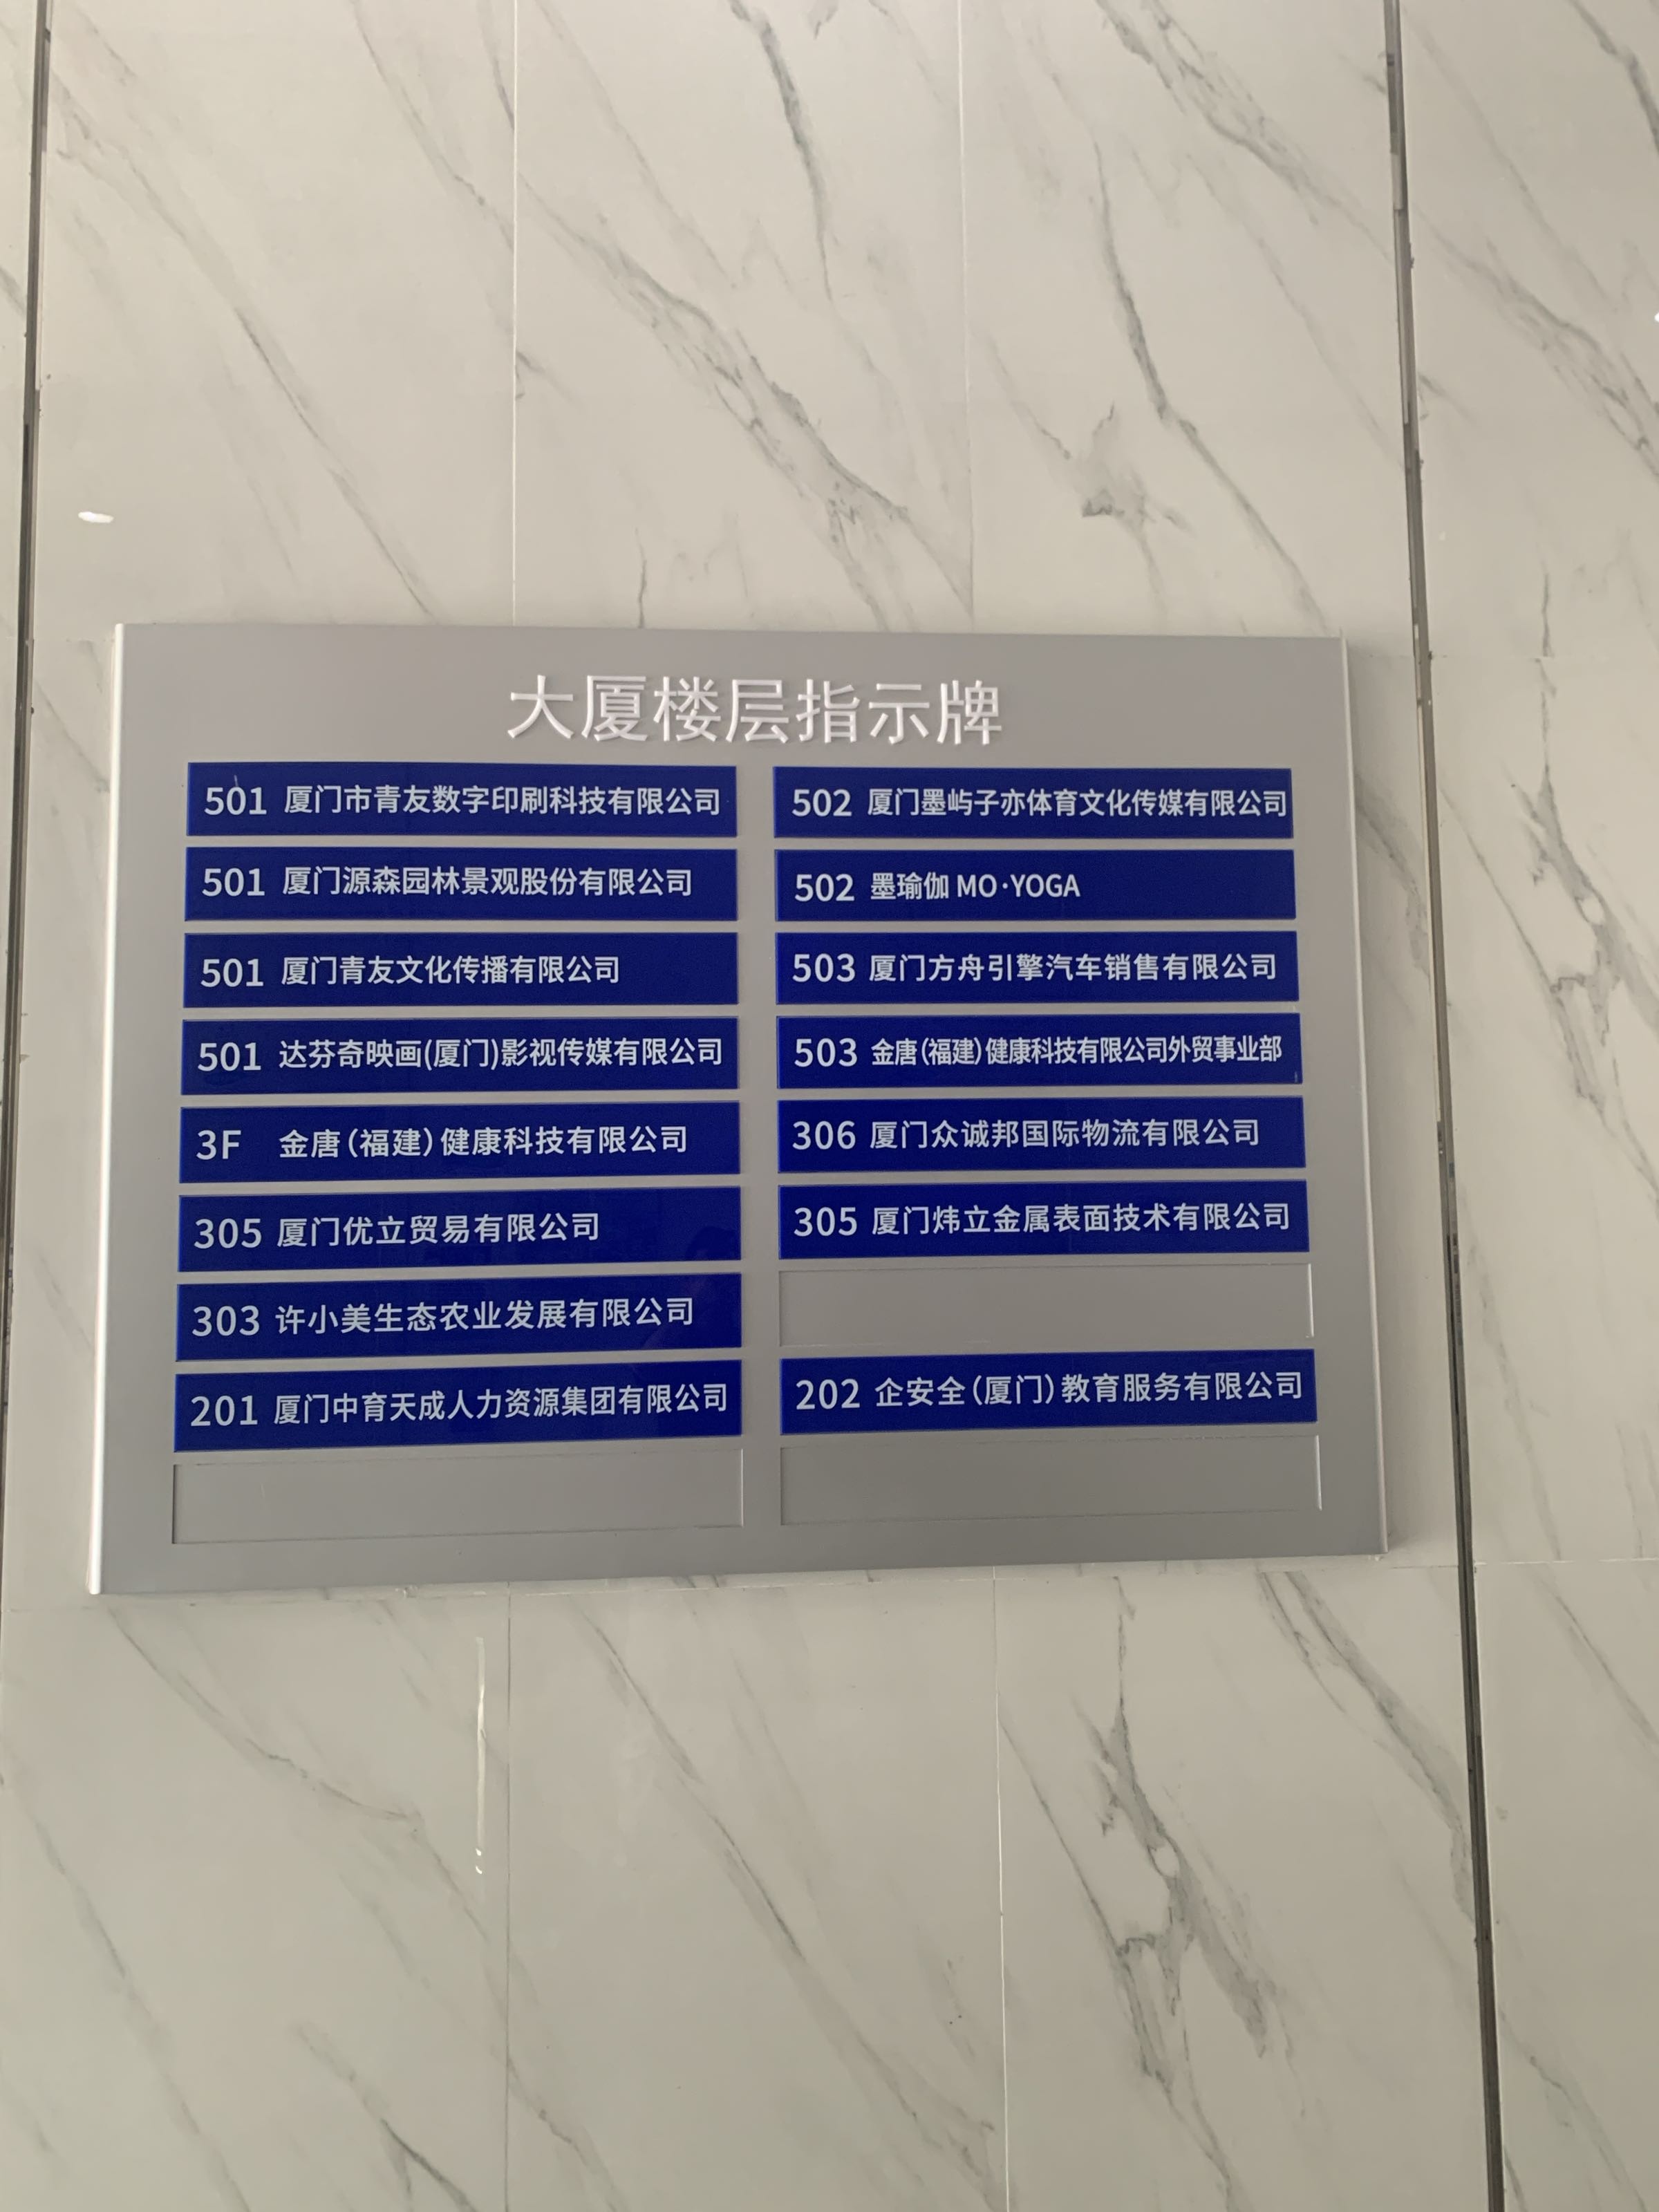 大厦楼层指示牌
501 厦门市青友数字印刷科技有限公司
502 厦门墨屿子亦体育文化传媒有限公司
501 厦门源森园林景观股份有限公司
502 墨瑜伽 MO·YOGA
501 厦门青友文化传播有限公司
503 厦门方舟引擎汽车销售有限公司
501 达芬奇映画(厦门)影视传媒有限公司
503 金唐(福建)健康科技有限公司外贸事业部
3F 金唐(福建)健康科技有限公司
306 厦门众诚邦国际物流有限公司
305 厦门优立贸易有限公司
305 厦门炜立金属表面技术有限公司
303 许小美生态农业发展有限公司
201 厦门中育天成人力资源集团有限公司
202 企安全(厦门)教育服务有限公司